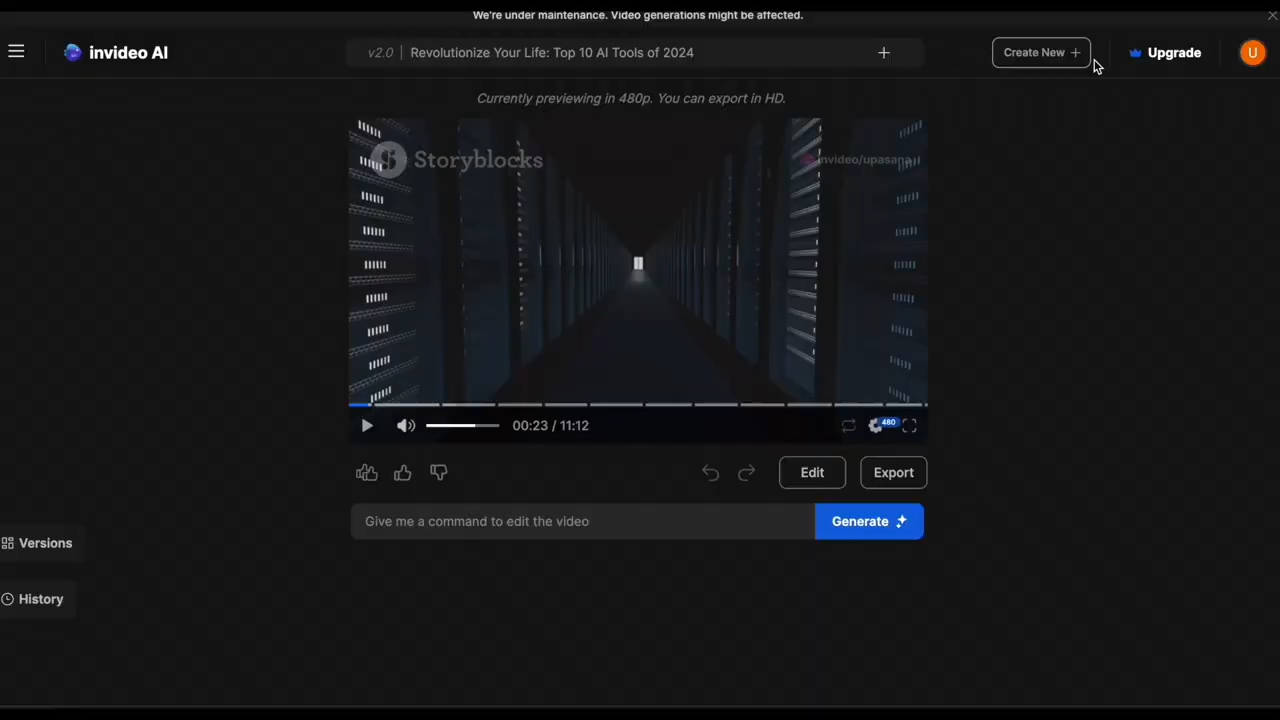 We're under maintenance. Video generations might be affected.
invideo AI
v2.0 | Revolutionize Your Life: Top 10 AI Tools of 2024
Create New +
Upgrade
U
Currently previewing in 480p. You can export in HD.
Storyblocks
invideo/upasana
00:23 / 11:12
480
Edit
Export
Give me a command to edit the video
Generate
Versions
History